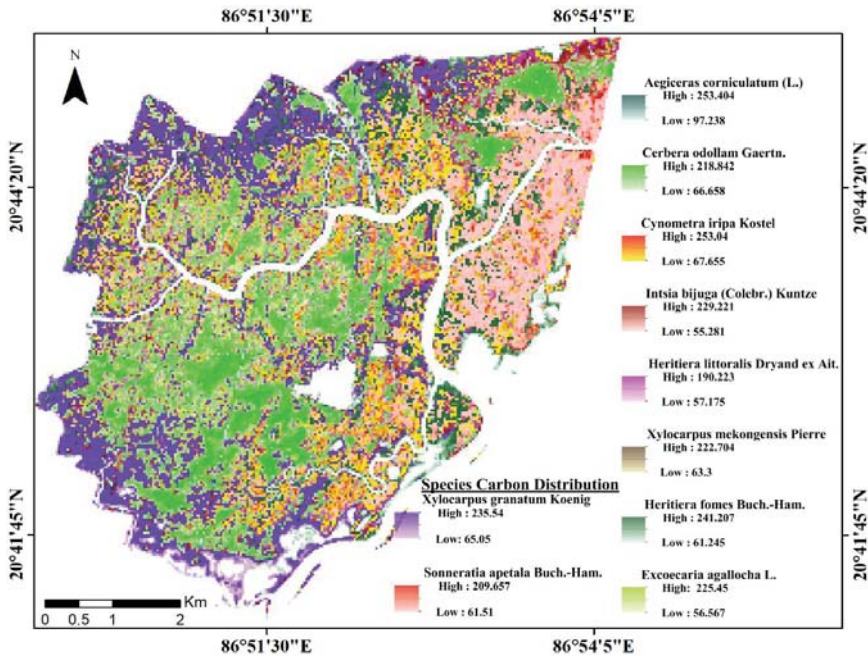 86°51'30"E
86°54'5"E
N
20°44'20"N
20°44'20"N
Aegiceras corniculatum (L.)
High : 253.404
Low : 97.238
Cerbera odollam Gaertn.
High : 218.842
Low : 66.658
Cynometra iripa Kostel
High : 253.04
Low : 67.655
Intsia bijuga (Colebr.) Kuntze
High : 229.221
Low : 55.281
Heritiera littoralis Dryand ex Ait.
High : 190.223
Low : 57.175
Xylocarpus mekongensis Pierre
High : 222.704
Low : 63.3
Heritiera fomes Buch.-Ham.
High : 241.207
Low : 61.245
Excoecaria agallocha L.
High: 225.45
Low : 56.567
Species Carbon Distribution
Xylocarpus granatum Koenig
High : 235.54
Low: 65.05
Sonneratia apetala Buch.-Ham.
High : 209.657
Low : 61.51
20°41'45"N
20°41'45"N
Km
0 0.5 1 2
86°51'30"E
86°54'5"E